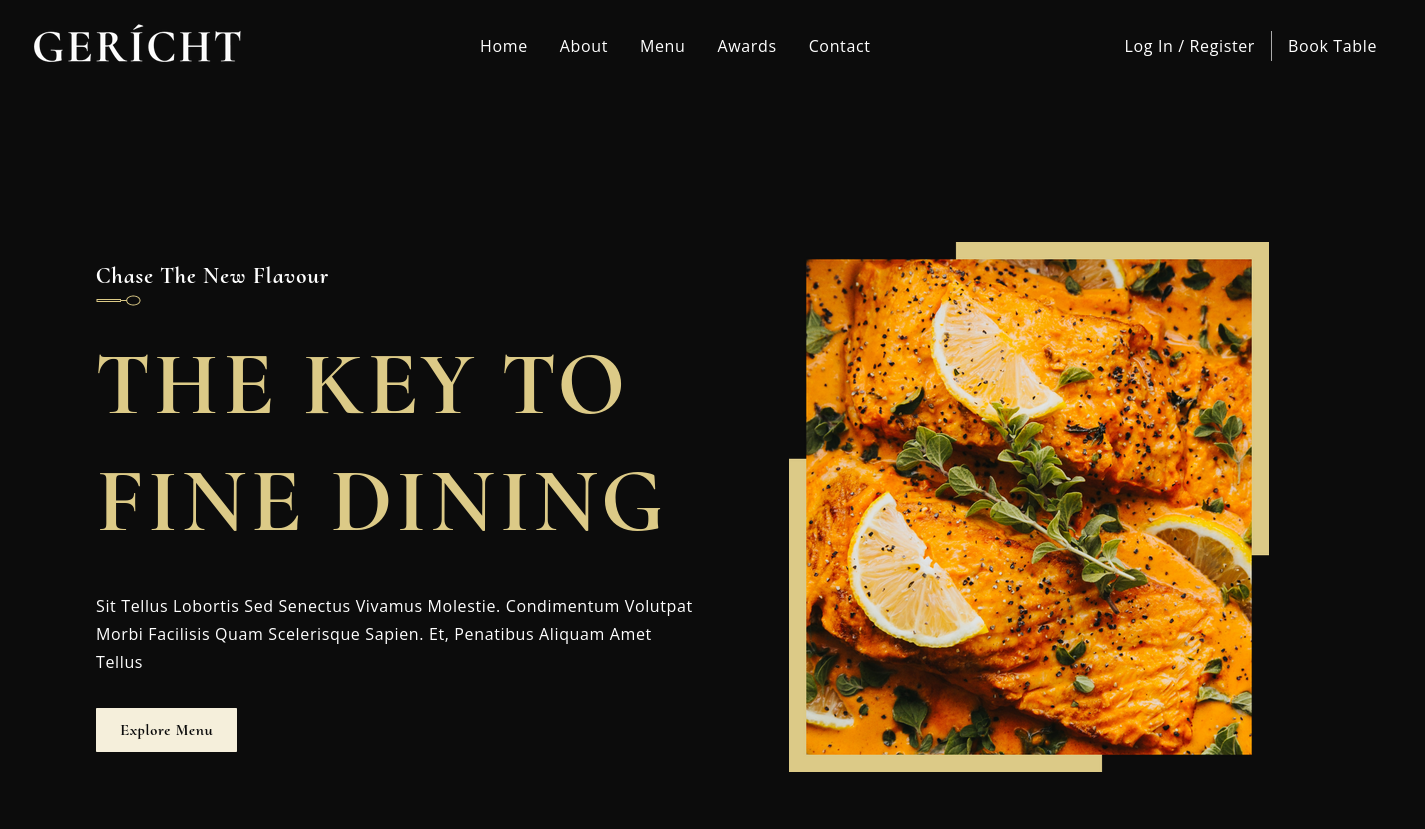 GERÍCHT
Home About Menu Awards Contact
Log In / Register Book Table
Chase The New Flavour
THE KEY TO
FINE DINING
Sit Tellus Lobortis Sed Senectus Vivamus Molestie. Condimentum Volutpat
Morbi Facilisis Quam Scelerisque Sapien. Et, Penatibus Aliquam Amet
Tellus
Explore Menu